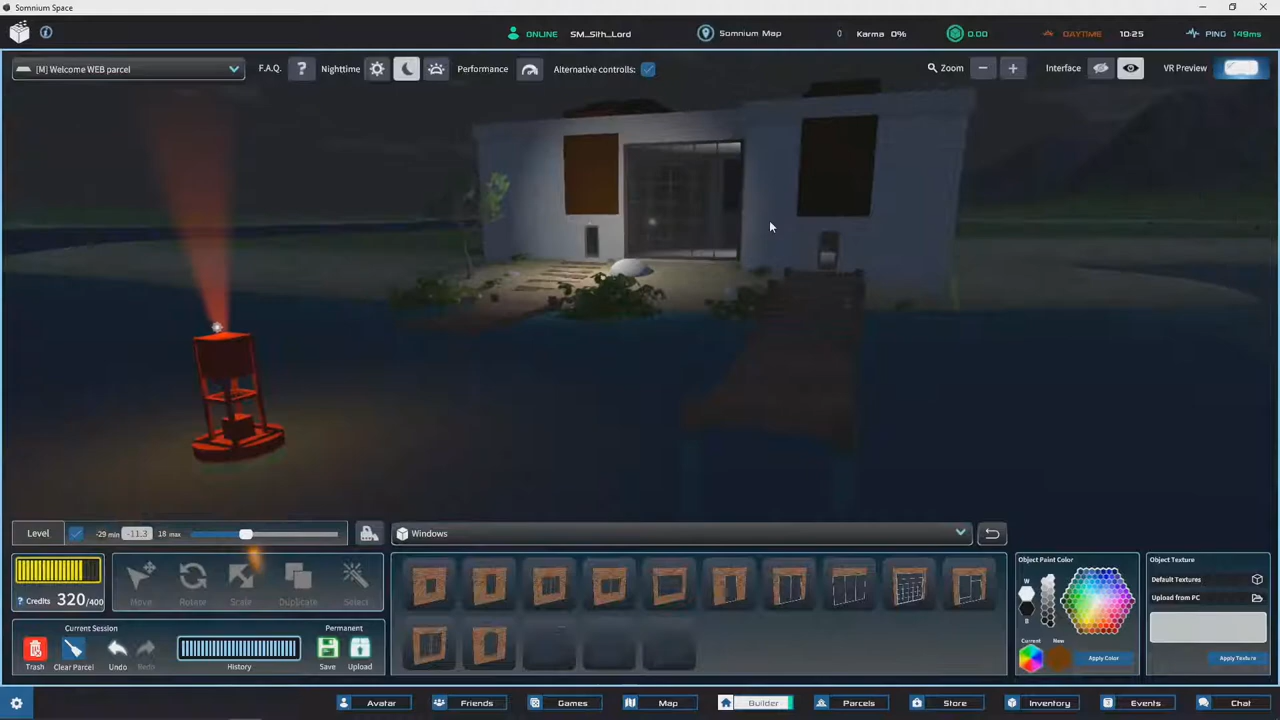 Somnium Space
ONLINE SM_Sith_Lord Somnium Map 0 Karma 0% 0.00 DAYTIME 10:25 PING 149ms
[M] Welcome WEB parcel F.A.Q. ? Nighttime Performance Alternative controlls: Zoom Interface VR Preview
Level -29 min -11.3 18 max Windows
? Credits 320/400 Move Rotate Scale Duplicate Select
Current Session Permanent
Trash Clear Parcel Undo Redo History Save Upload
Object Paint Color
W
B
Current New Apply Color
Object Texture
Default Textures
Upload from PC
Apply Texture
Avatar Friends Games Map Builder Parcels Store Inventory Events Chat